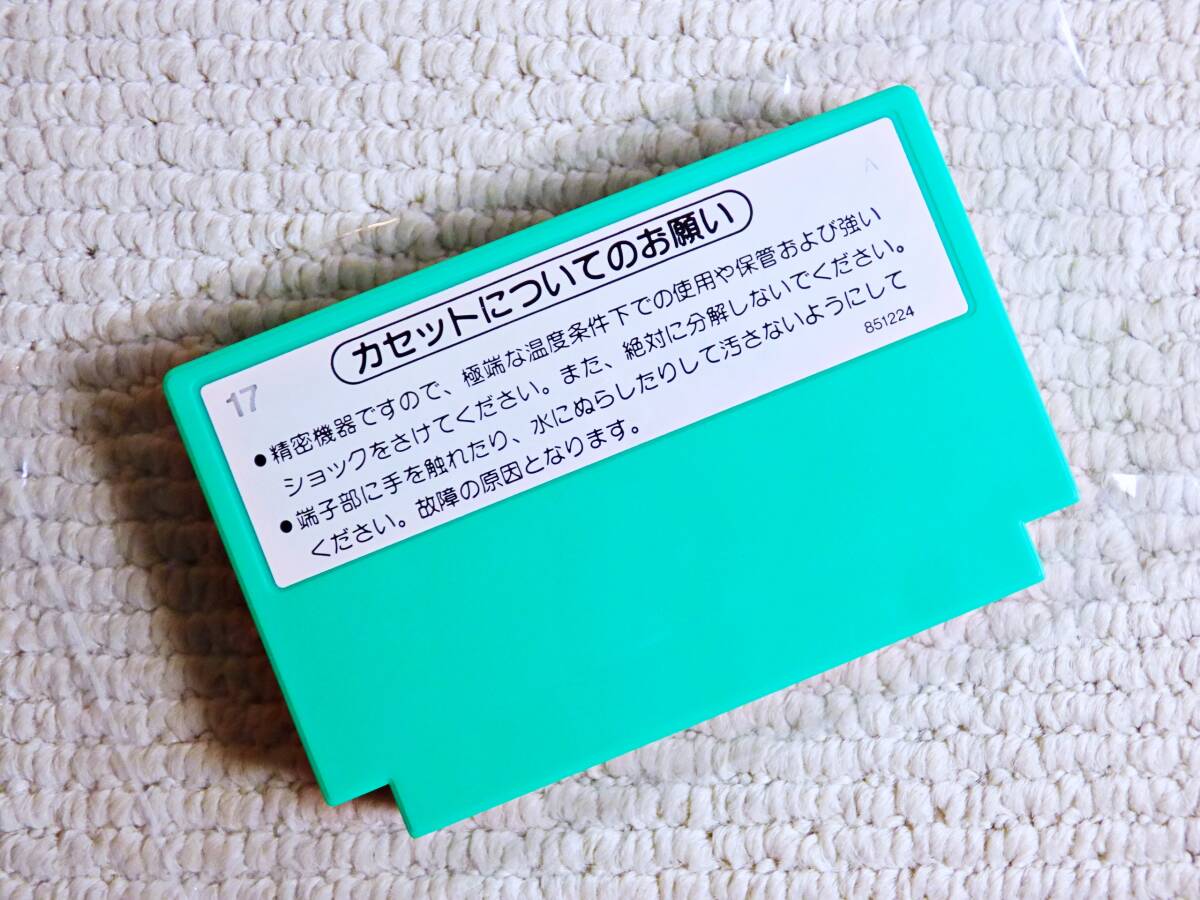 A
カセットについてのお願い
17
●精密機器ですので、極端な温度条件下での使用や保管および強い
ショックをさけてください。また、絶対に分解しないでください。
●端子部に手を触れたり、水にぬらしたりして汚さないようにして
ください。故障の原因となります。
851224